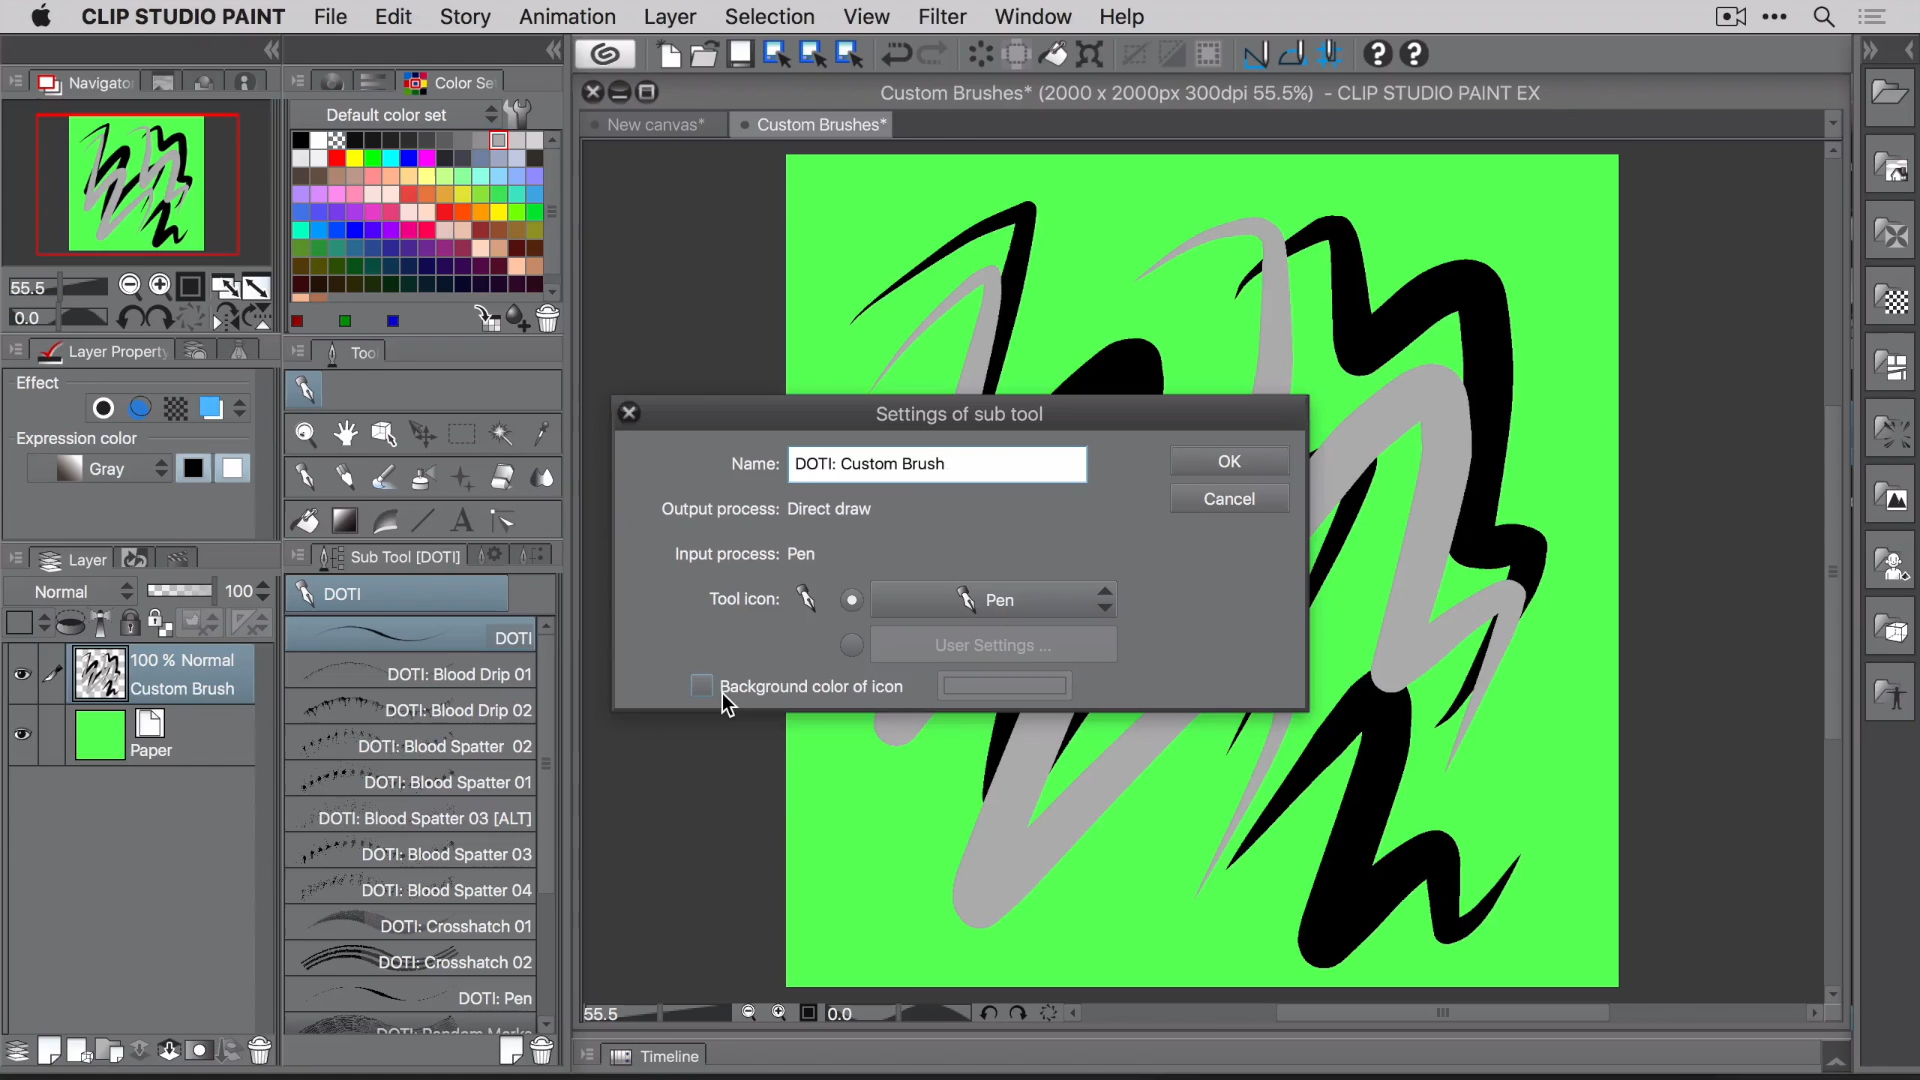 CLIP STUDIO PAINT File Edit Story Animation Layer Selection View Filter Window Help
Navigator
Color Se
Default color set
Custom Brushes* (2000 x 2000px 300dpi 55.5%) - CLIP STUDIO PAINT EX
New canvas*
Custom Brushes*
55.5
0.0
Layer Property
Too
Effect
Expression color
Gray
Settings of sub tool
Name: DOTI: Custom Brush
OK
Cancel
Output process: Direct draw
Input process: Pen
Tool icon:
Pen
User Settings ...
Background color of icon
Layer
Sub Tool [DOTI]
Normal
100
DOTI
DOTI
100 % Normal
Custom Brush
Paper
DOTI: Blood Drip 01
DOTI: Blood Drip 02
DOTI: Blood Spatter 02
DOTI: Blood Spatter 01
DOTI: Blood Spatter 03 [ALT]
DOTI: Blood Spatter 03
DOTI: Blood Spatter 04
DOTI: Crosshatch 01
DOTI: Crosshatch 02
DOTI: Pen
DOTI: Random Marks
55.5
0.0
Timeline